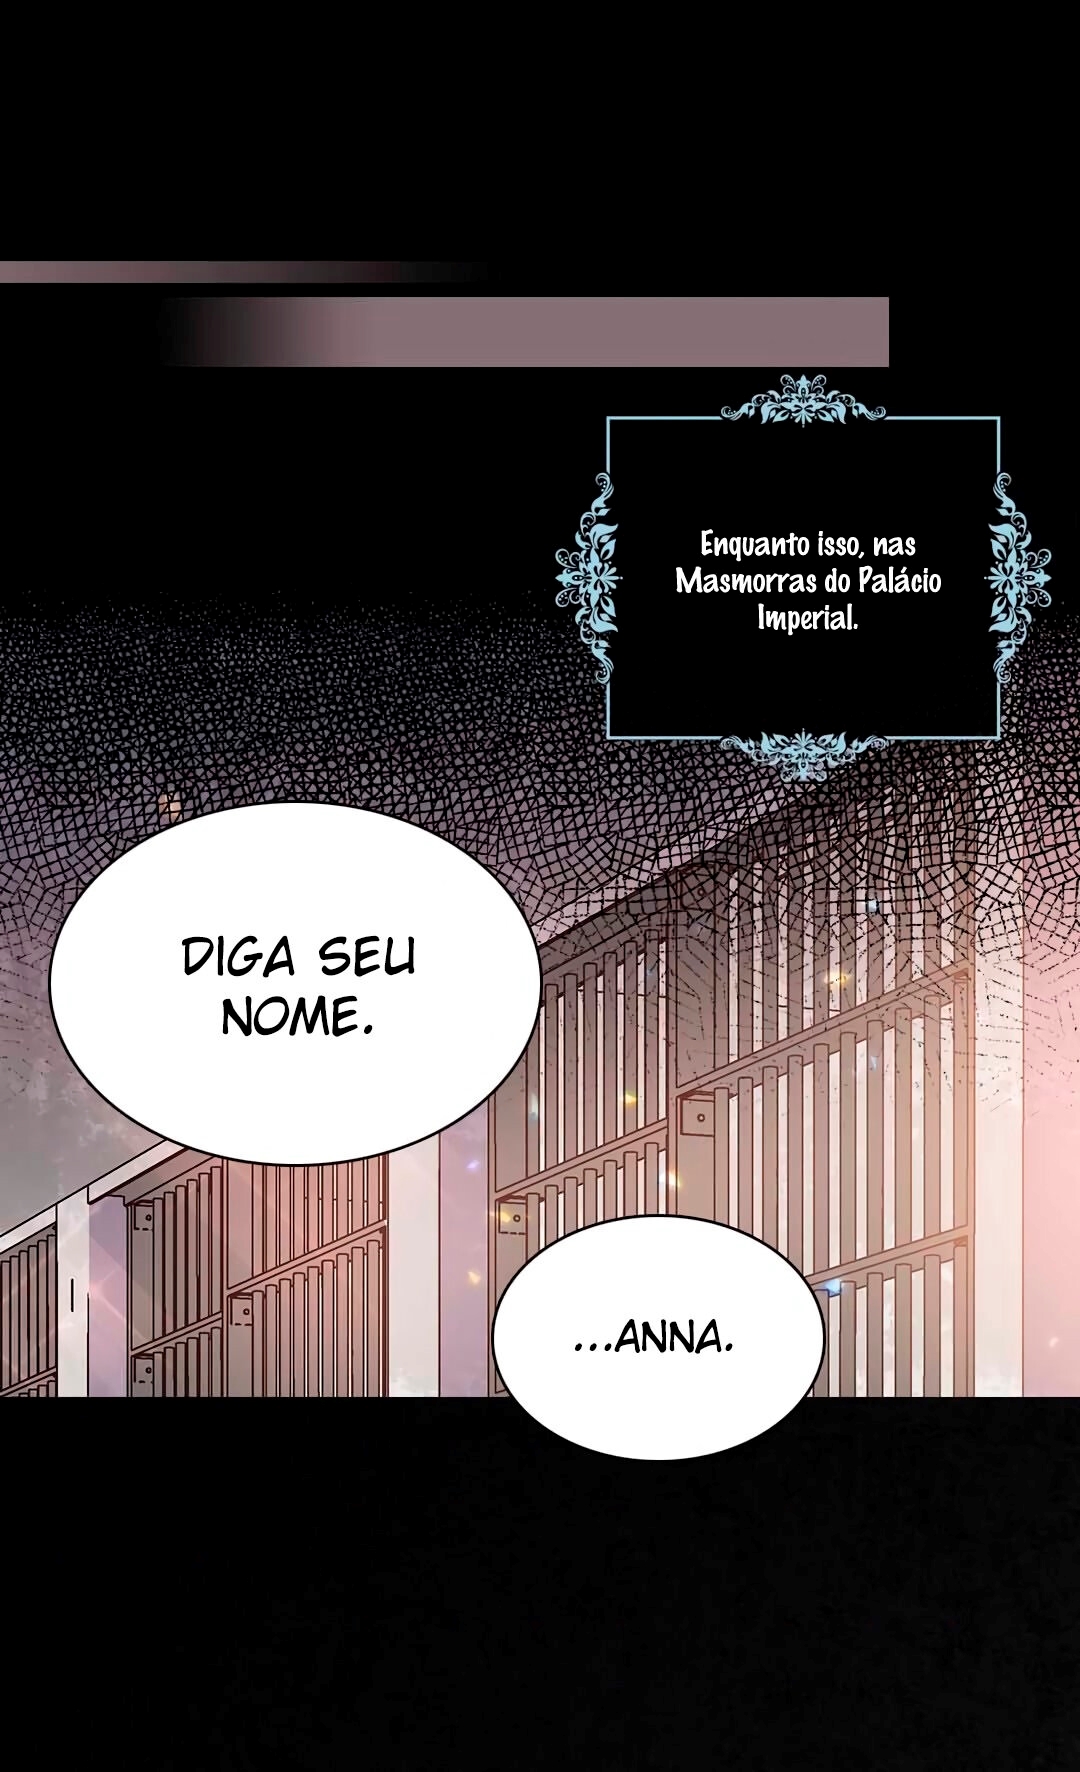 Enquanto isso, nas
Masmorras do Palácio
Imperial.
DIGA SEU
NOME.
...ANNA.